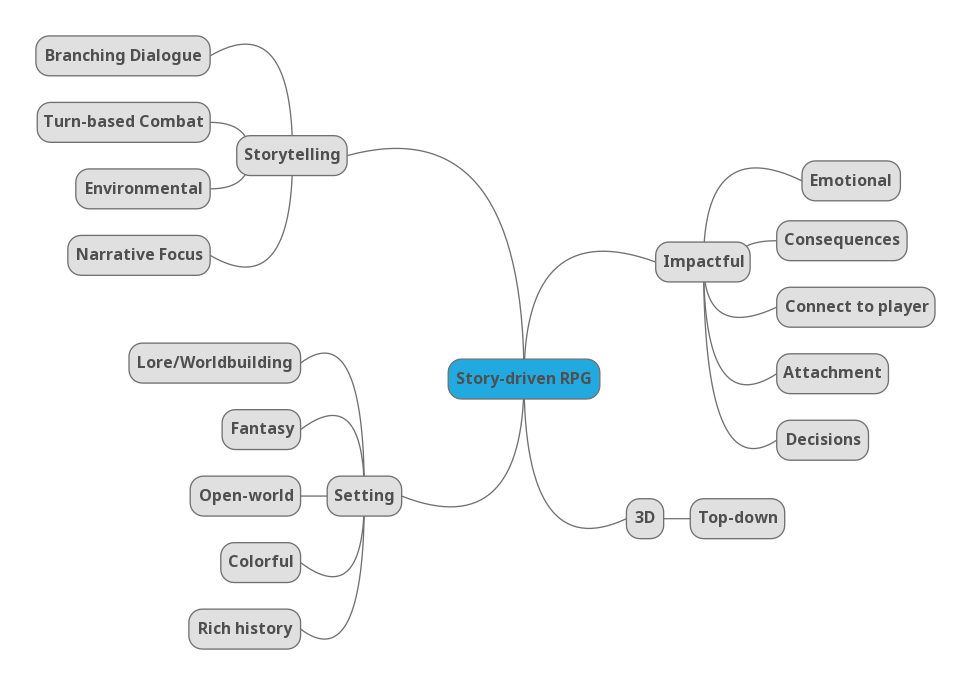 Story-driven RPG
Storytelling
Branching Dialogue
Turn-based Combat
Environmental
Narrative Focus
Setting
Lore/Worldbuilding
Fantasy
Open-world
Colorful
Rich history
Impactful
Emotional
Consequences
Connect to player
Attachment
Decisions
3D
Top-down